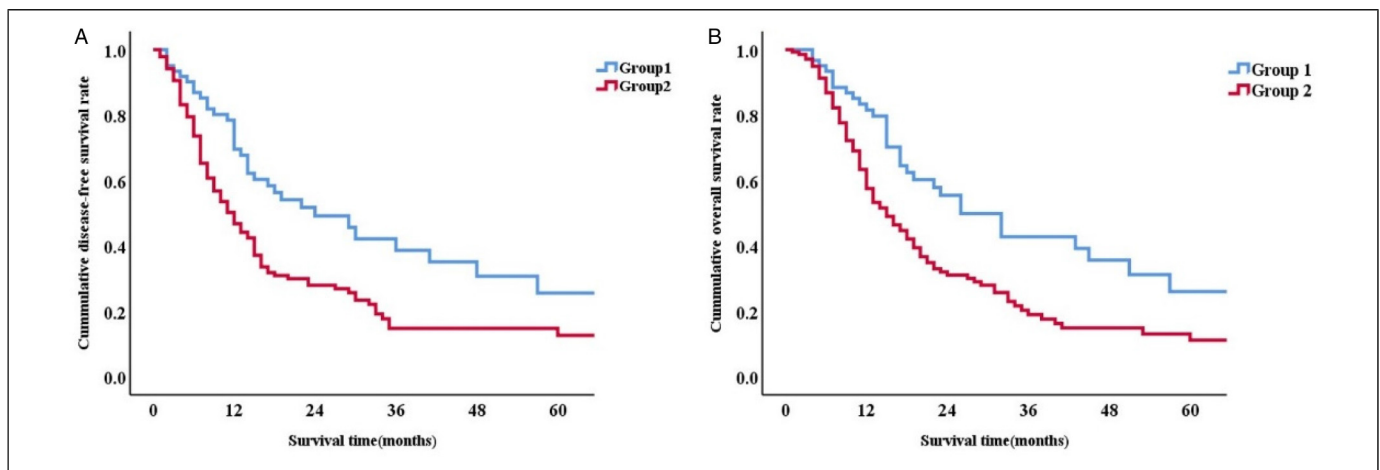 A
Cummulative disease-free survival rate
1.0
0.8
0.6
0.4
0.2
0.0
0 12 24 36 48 60
Survival time(months)
Group1
Group2
B
Cummulative overall survival rate
1.0
0.8
0.6
0.4
0.2
0.0
0 12 24 36 48 60
Survival time(months)
Group 1
Group 2